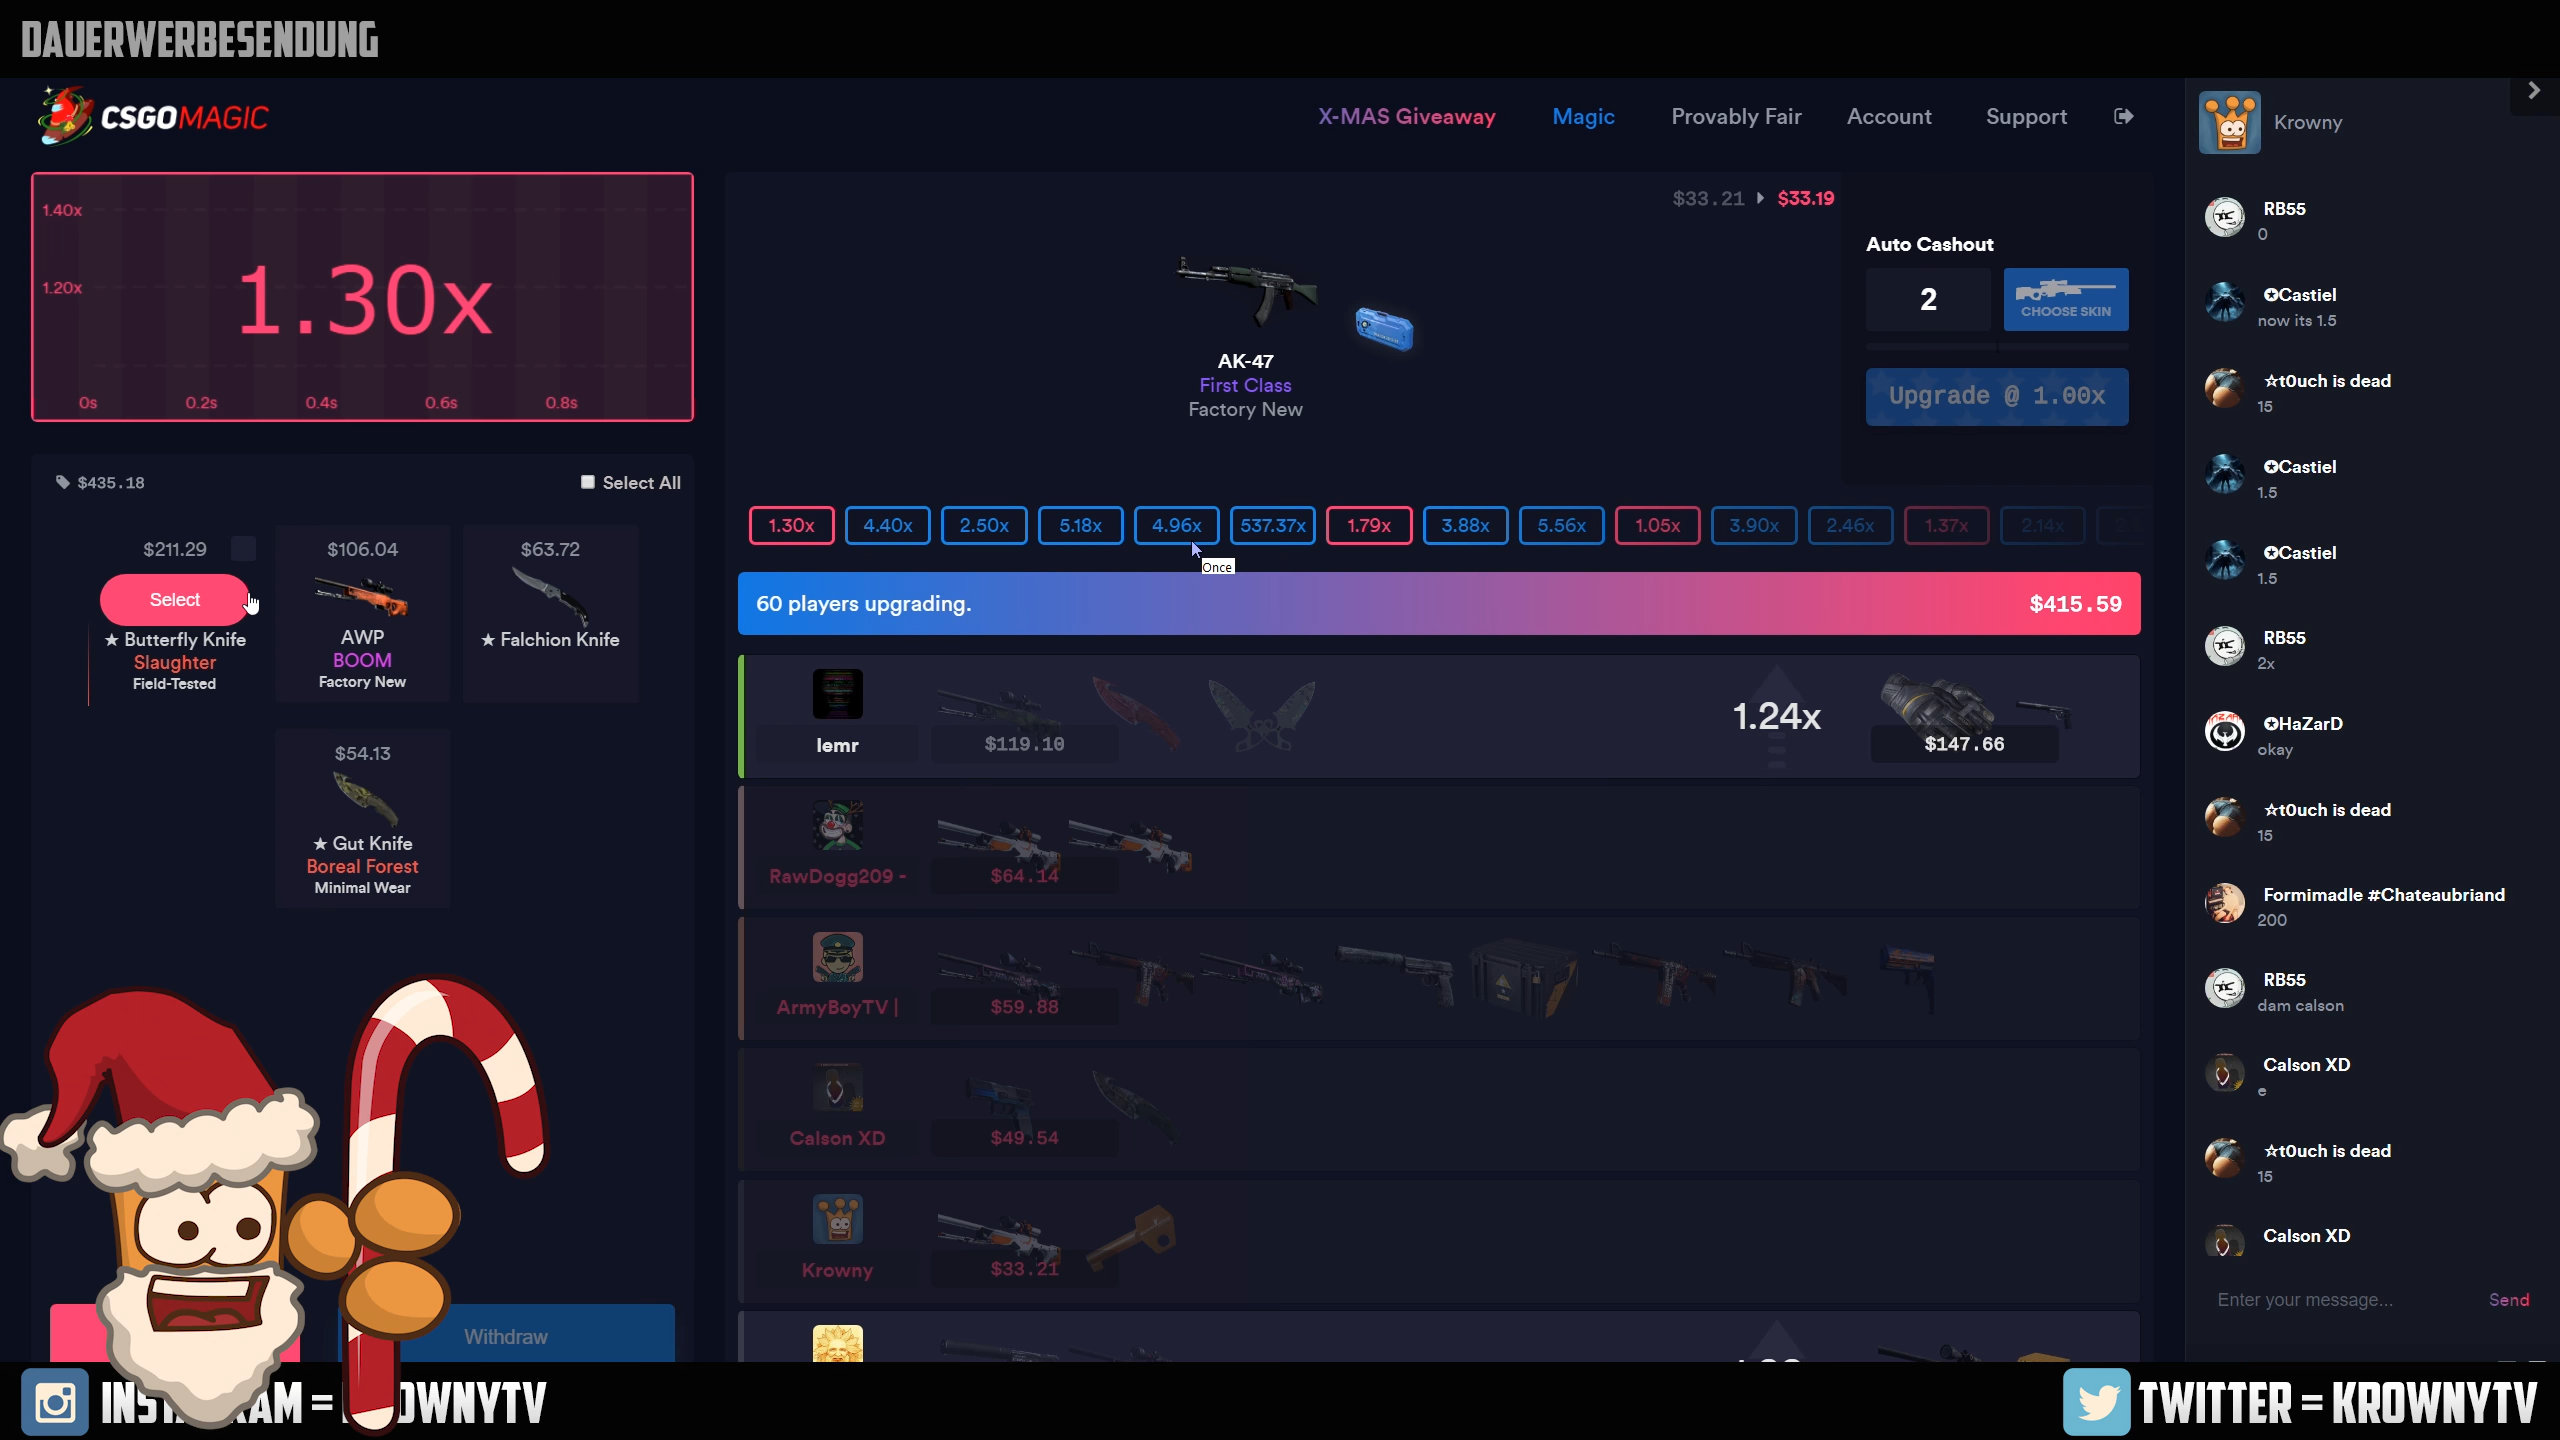 DAUERWERBESENDUNG
CSGOMAGIC
X-MAS Giveaway
Magic
Provably Fair
Account
Support
Krowny
1.40x
1.20x
1.30x
0s 0.2s 0.4s 0.6s 0.8s
$435.18
Select All
$211.29
Select
★ Butterfly Knife
Slaughter
Field-Tested
$106.04
AWP
BOOM
Factory New
$63.72
★ Falchion Knife
$54.13
★ Gut Knife
Boreal Forest
Minimal Wear
Withdraw
$33.21 $33.19
AK-47
First Class
Factory New
Auto Cashout
2
CHOOSE SKIN
Upgrade @ 1.00x
1.30x 4.40x 2.50x 5.18x 4.96x 537.37x 1.79x 3.88x 5.56x 1.05x 3.90x 2.46x 1.37x 2.14x
Once
60 players upgrading.
$415.59
lemr
$119.10
1.24x
$147.66
RawDogg209 -
$64.14
ArmyBoyTV |
$59.88
Calson XD
$49.54
Krowny
$33.21
RB55
0
✪Castiel
now its 1.5
☆t0uch is dead
15
✪Castiel
1.5
✪Castiel
1.5
RB55
2x
✪HaZarD
okay
☆t0uch is dead
15
Formimadle #Chateaubriand
200
RB55
dam calson
Calson XD
e
☆t0uch is dead
15
Calson XD
Enter your message...
Send
TWITTER = KROWNYTV